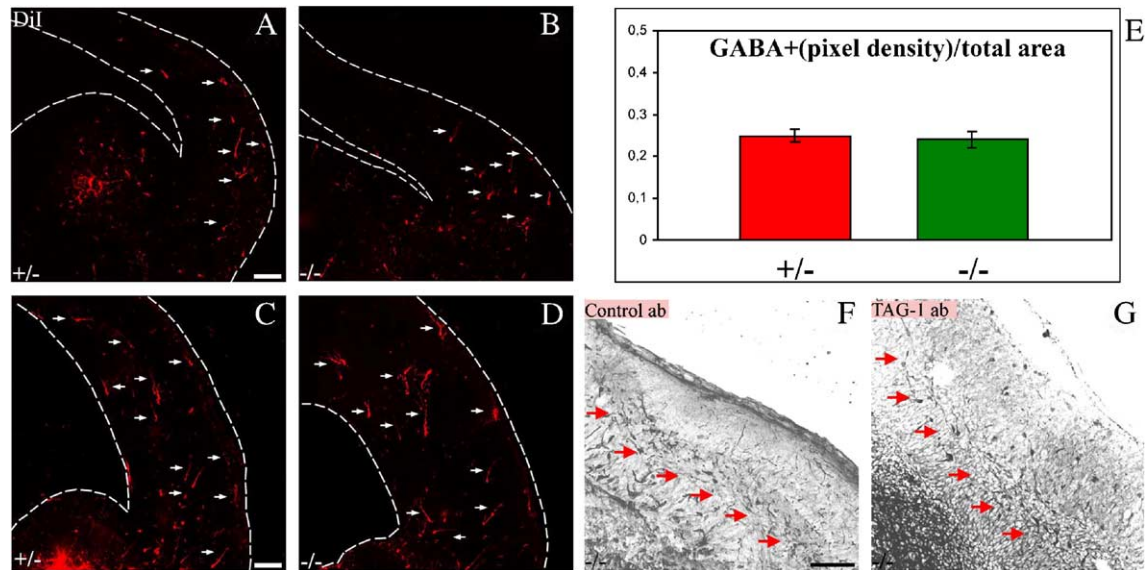 DiI
A
+/-
B
-/-
C
+/-
D
-/-
E
GABA+(pixel density)/total area
0.5
0.4
0.3
0.2
0.1
0
+/-
-/-
Control ab
F
-/-
TAG-1 ab
G
-/-